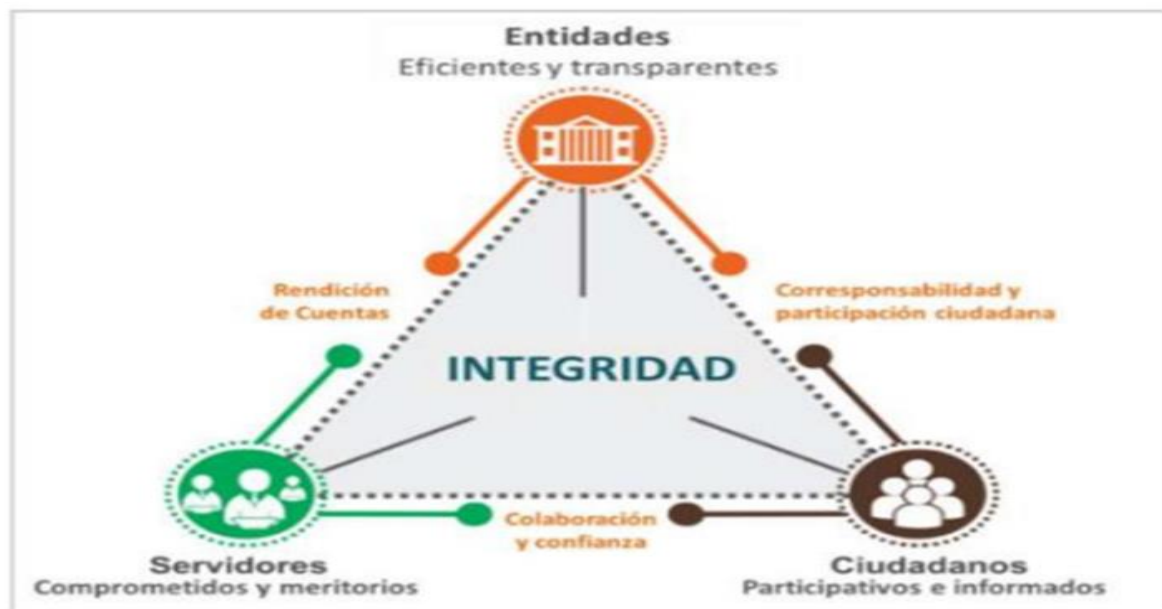 Entidades
Eficientes y transparentes
Rendición
de Cuentas
Corresponsabilidad y
participación ciudadana
INTEGRIDAD
Colaboración
y confianza
Servidores
Comprometidos y meritorios
Ciudadanos
Participativos e informados